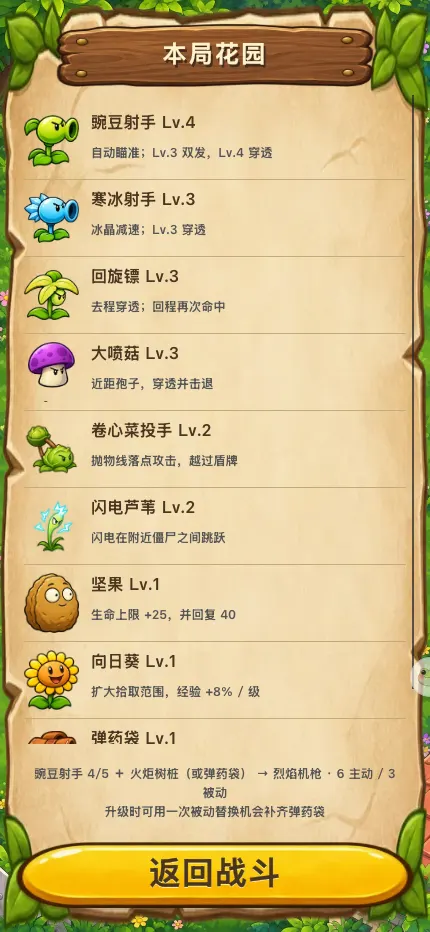 本局花园
豌豆射手 Lv.4
自动瞄准；Lv.3 双发，Lv.4 穿透
寒冰射手 Lv.3
冰晶减速；Lv.3 穿透
回旋镖 Lv.3
去程穿透；回程再次命中
大喷菇 Lv.3
近距孢子，穿透并击退
卷心菜投手 Lv.2
抛物线落点攻击，越过盾牌
闪电芦苇 Lv.2
闪电在附近僵尸之间跳跃
坚果 Lv.1
生命上限 +25，并回复 40
向日葵 Lv.1
扩大拾取范围，经验 +8% / 级
弹药袋 Lv.1
豌豆射手 4/5 + 火炬树桩（或弹药袋） → 烈焰机枪 · 6 主动 / 3
被动
升级时可用一次被动替换机会补齐弹药袋
返回战斗